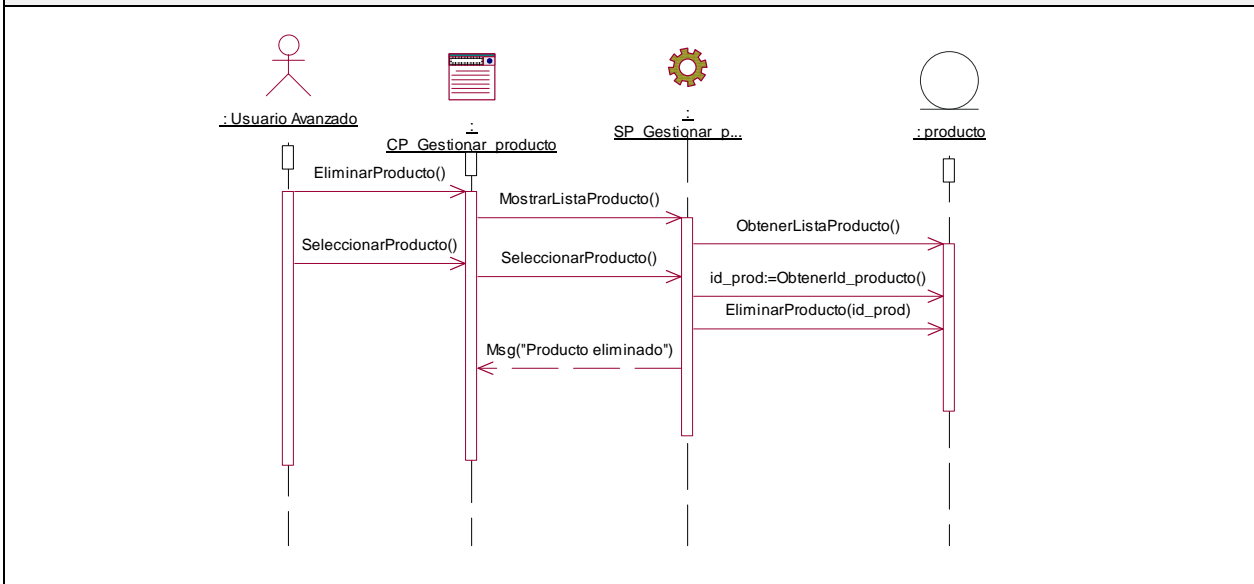 : Usuario Avanzado
:
CP_Gestionar_producto
:
SP_Gestionar_p...
: producto
EliminarProducto()
MostrarListaProducto()
ObtenerListaProducto()
SeleccionarProducto()
SeleccionarProducto()
id_prod:=ObtenerId_producto()
EliminarProducto(id_prod)
Msg("Producto eliminado")